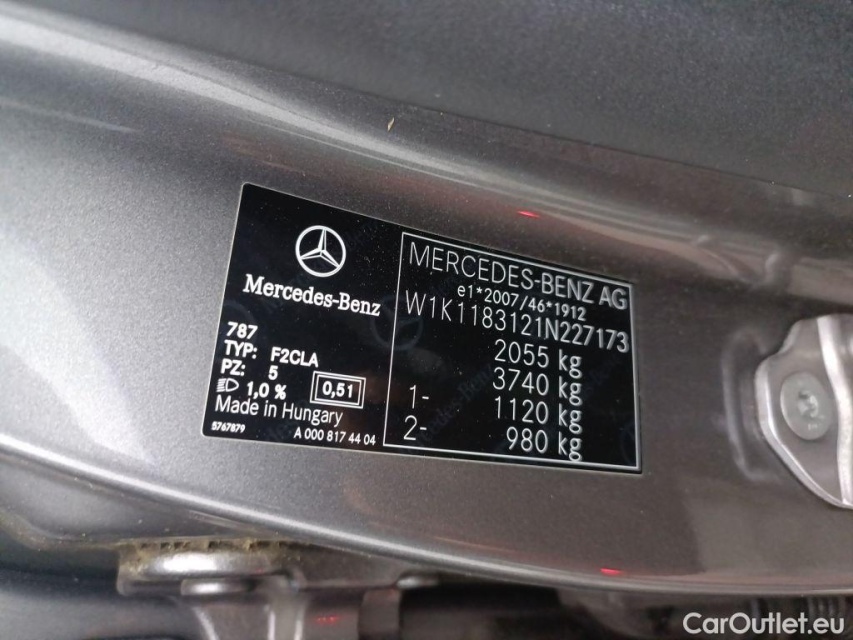 Mercedes-Benz
787
TYP: F2CLA
PZ: 5
1,0 % 0,51
Made in Hungary
5767879 A 000 817 44 04
MERCEDES-BENZ AG
e1*2007/46*1912
W1K1183121N227173
2055 kg
3740 kg
1- 1120 kg
2- 980 kg
CarOutlet.eu